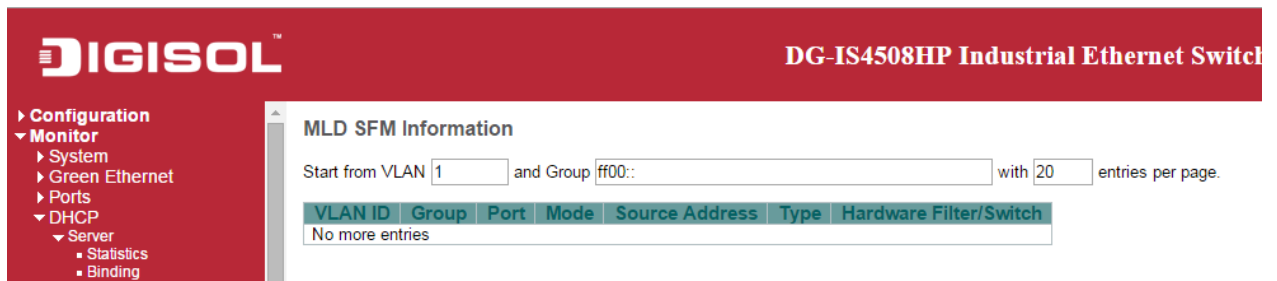 DIGISOL™
DG-IS4508HP Industrial Ethernet Switch
Configuration
Monitor
System
Green Ethernet
Ports
DHCP
Server
Statistics
Binding
MLD SFM Information
Start from VLAN 1 and Group ff00:: with 20 entries per page.
VLAN ID Group Port Mode Source Address Type Hardware Filter/Switch
No more entries